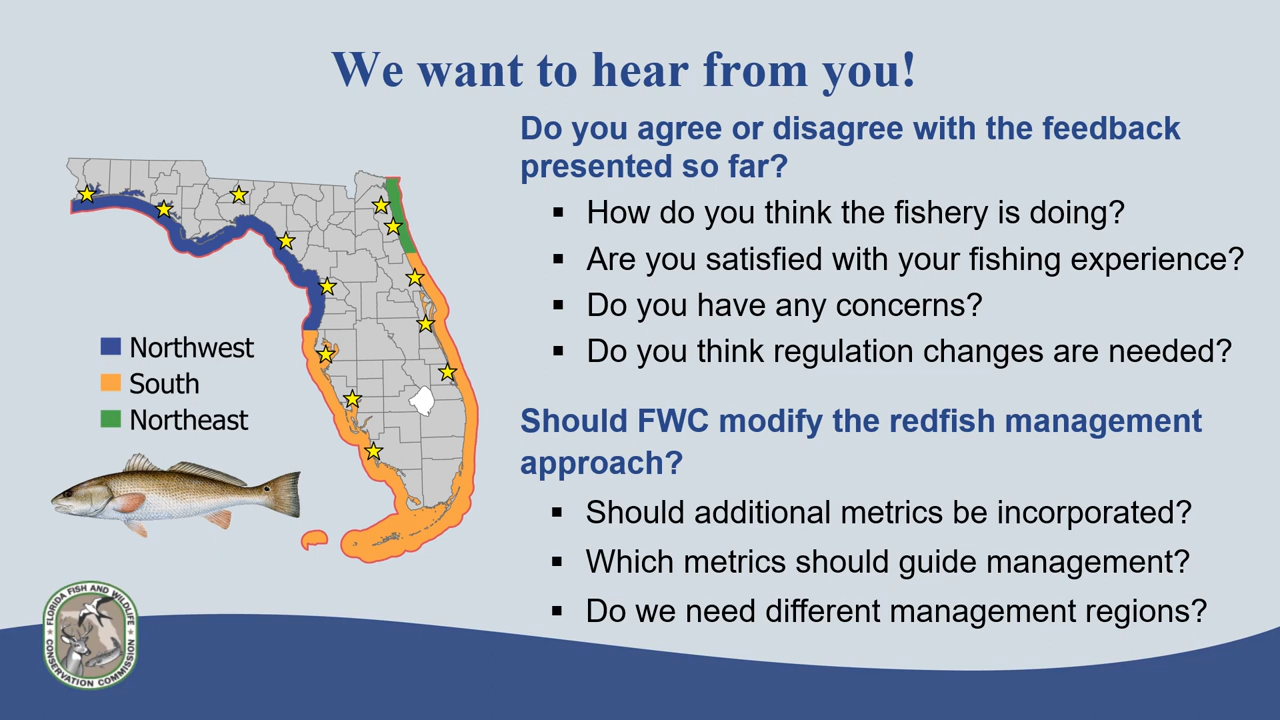 We want to hear from you!
Do you agree or disagree with the feedback
presented so far?
▪ How do you think the fishery is doing?
▪ Are you satisfied with your fishing experience?
▪ Do you have any concerns?
▪ Do you think regulation changes are needed?
Should FWC modify the redfish management
approach?
▪ Should additional metrics be incorporated?
▪ Which metrics should guide management?
▪ Do we need different management regions?
Northwest
South
Northeast
FLORIDA FISH AND WILDLIFE
CONSERVATION COMMISSION